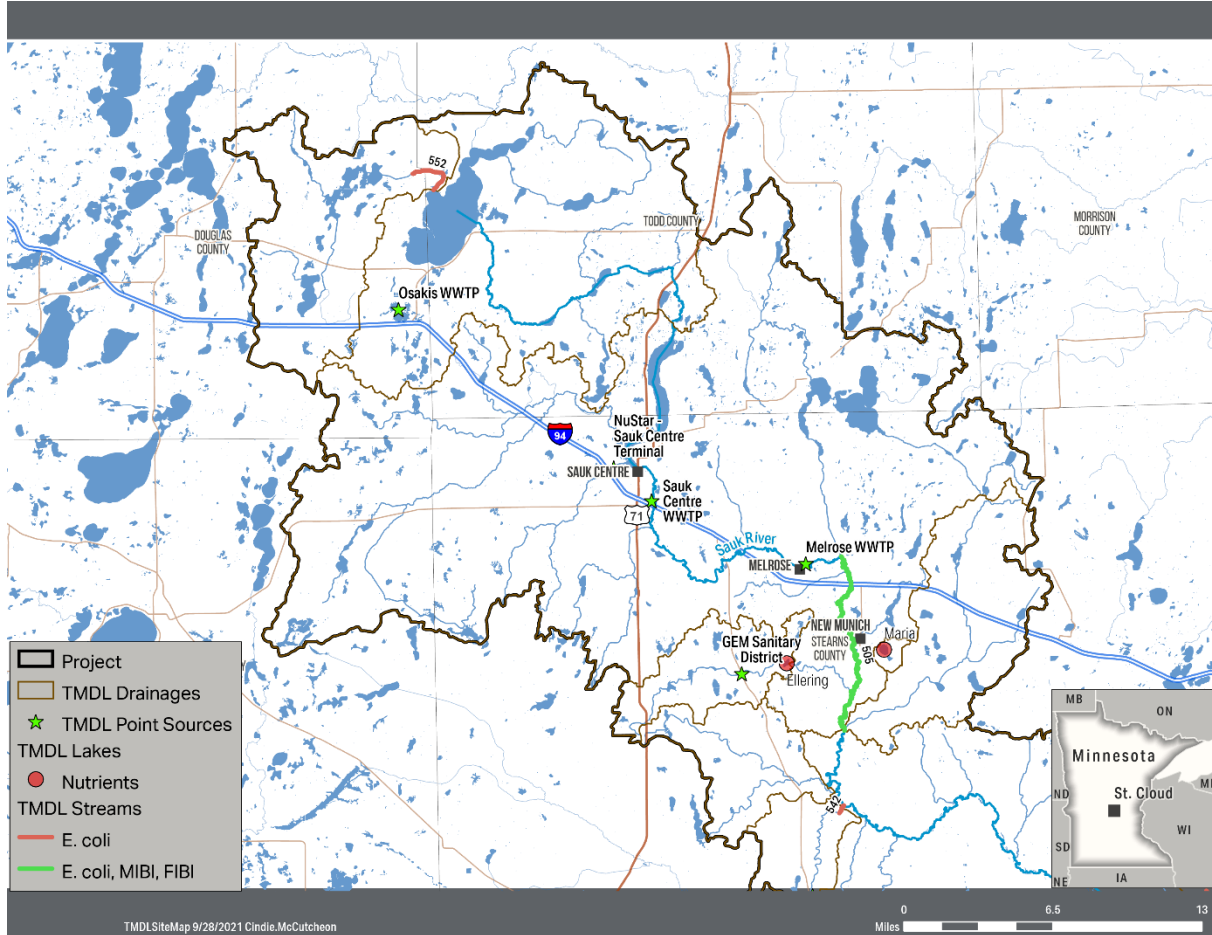 552
DOUGLAS
COUNTY
TODD COUNTY
MORRISON
COUNTY
Osakis WWTP
94
NuStar -
Sauk Centre
Terminal
SAUK CENTRE
Sauk
Centre
WWTP
71
Sauk River
Melrose WWTP
MELROSE
NEW MUNICH
STEARNS
COUNTY
505
Maria
GEM Sanitary
District
Ellering
542
Project
TMDL Drainages
TMDL Point Sources
TMDL Lakes
Nutrients
TMDL Streams
E. coli
E. coli, MIBI, FIBI
MB
ON
Minnesota
ND
St. Cloud
MI
WI
SD
NE
IA
TMDLSiteMap 9/28/2021 Cindie.McCutcheon
0 6.5 13
Miles